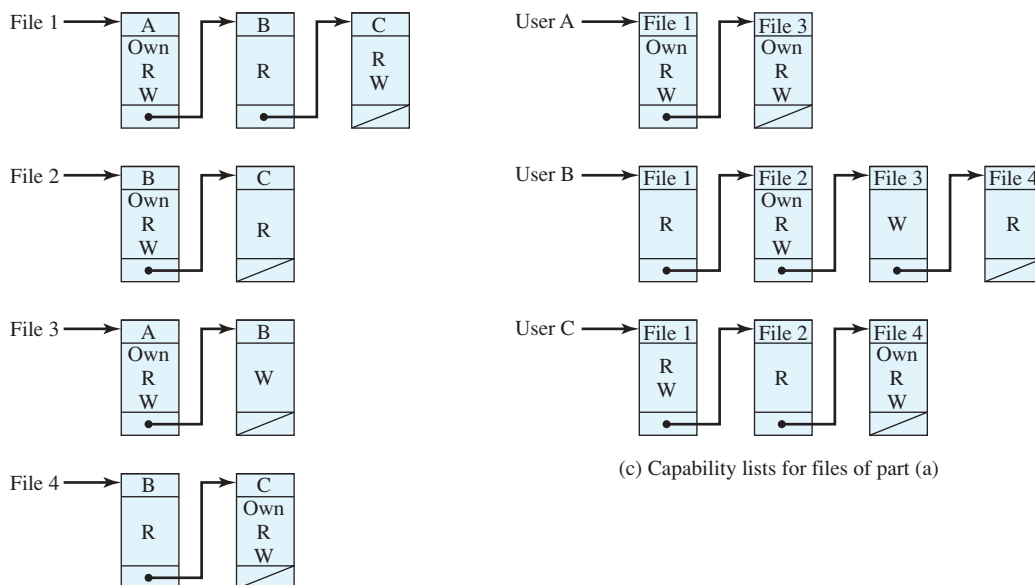 File 1
A
Own
R
W
B
R
C
R
W
File 2
B
Own
R
W
C
R
File 3
A
Own
R
W
B
W
File 4
B
R
C
Own
R
W
User A
File 1
Own
R
W
File 3
Own
R
W
User B
File 1
R
File 2
Own
R
W
File 3
W
File 4
R
User C
File 1
R
W
File 2
R
File 4
Own
R
W
(c) Capability lists for files of part (a)